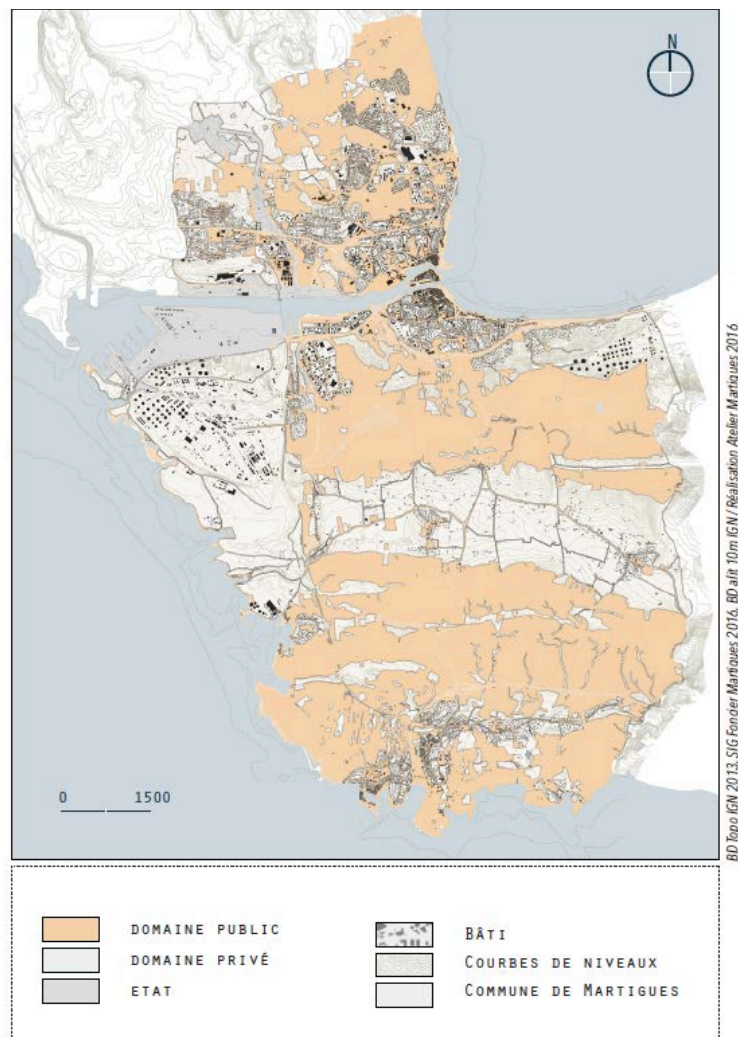 N
0 1500
BD Topo IGN 2013, SIG Foncier Martigues 2016, BD alit 10m IGN / Réalisation Atelier Martigues 2016
DOMAINE PUBLIC
DOMAINE PRIVÉ
ETAT
BÂTI
COURBES DE NIVEAUX
COMMUNE DE MARTIGUES